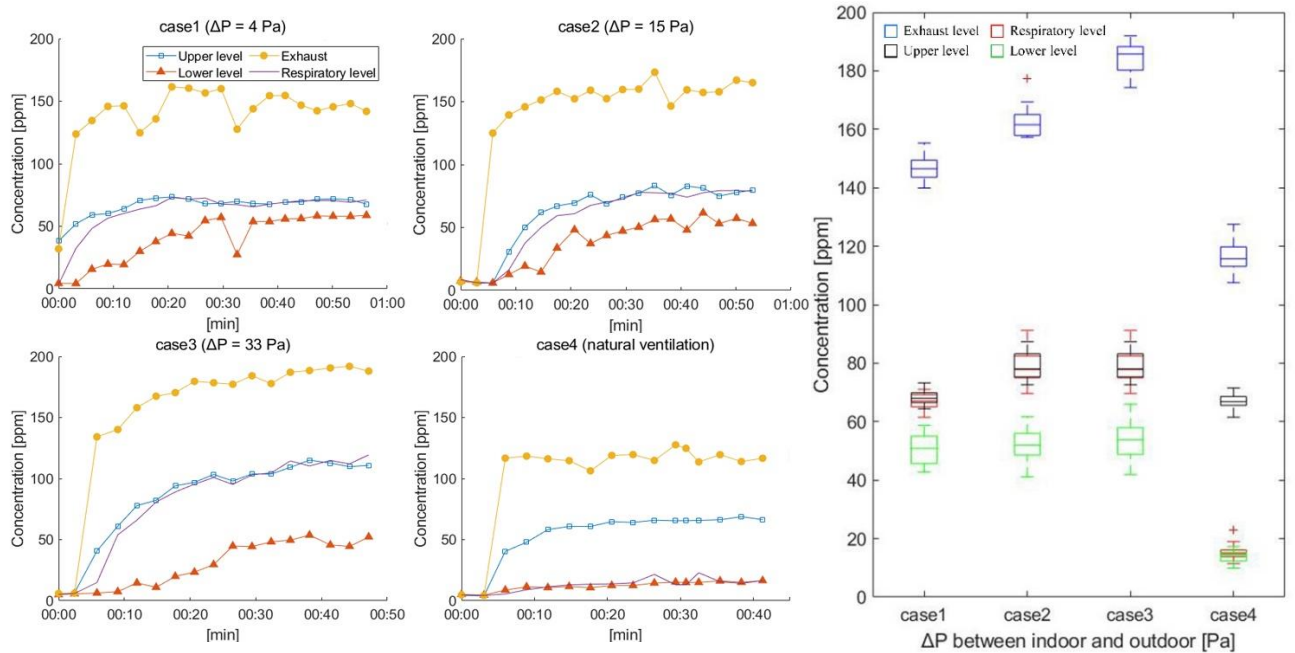 case1 (ΔP = 4 Pa)
200
150
100
50
0
Concentration [ppm]
Upper level
Exhaust
Lower level
Respiratory level
00:00
00:10
00:20
00:30
00:40
00:50
01:00
[min]
case2 (ΔP = 15 Pa)
200
150
100
50
0
Concentration [ppm]
00:00
00:10
00:20
00:30
00:40
00:50
01:00
[min]
case3 (ΔP = 33 Pa)
200
150
100
50
0
Concentration [ppm]
00:00
00:10
00:20
00:30
00:40
00:50
[min]
case4 (natural ventilation)
200
150
100
50
0
Concentration [ppm]
00:00
00:10
00:20
00:30
00:40
[min]
200
180
160
140
120
100
80
60
40
20
0
Concentration [ppm]
Exhaust level
Respiratory level
Upper level
Lower level
case1
case2
case3
case4
ΔP between indoor and outdoor [Pa]